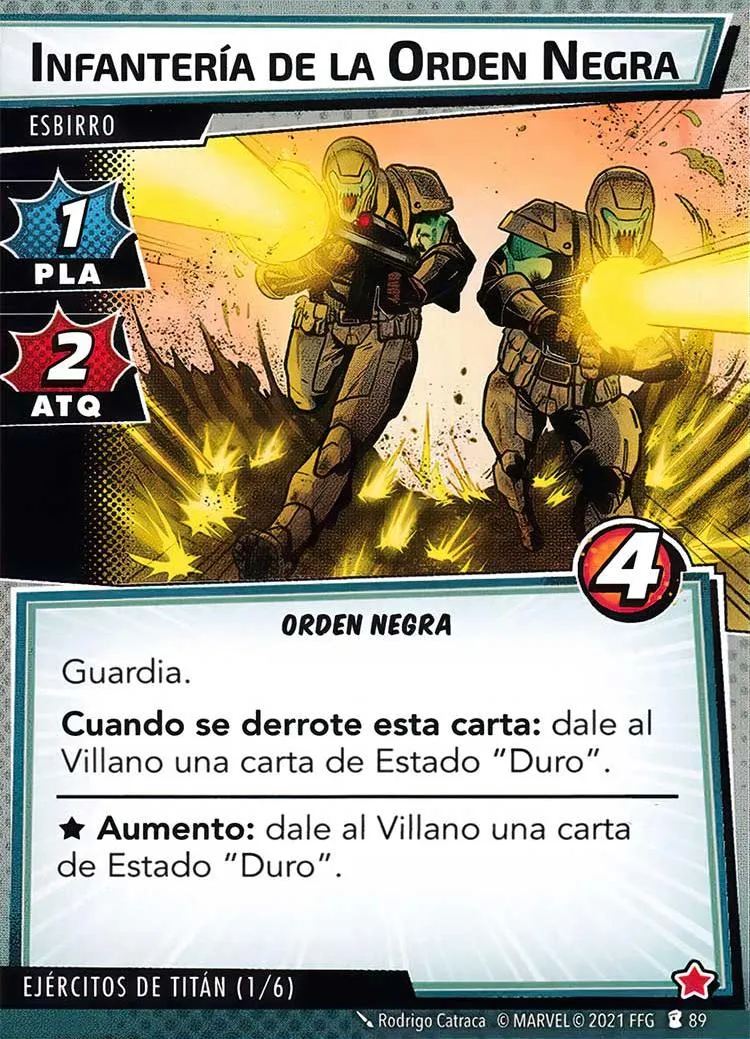 INFANTERÍA DE LA ORDEN NEGRA
ESBIRRO
1
PLA
2
ATQ
4
ORDEN NEGRA
Guardia.
Cuando se derrote esta carta: dale al
Villano una carta de Estado "Duro".
★ Aumento: dale al Villano una carta
de Estado "Duro".
EJÉRCITOS DE TITÁN (1/6)
Rodrigo Catraca © MARVEL © 2021 FFG 89